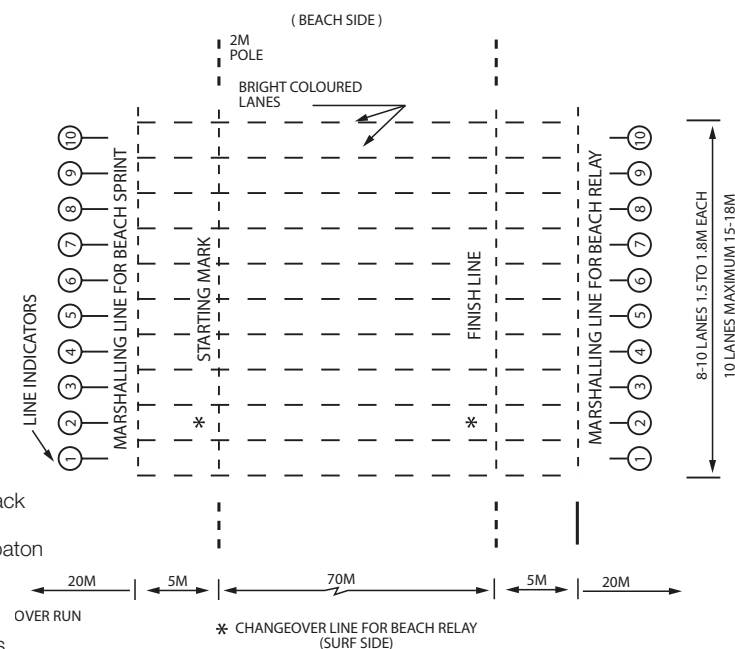 ( BEACH SIDE )
2M
POLE
BRIGHT COLOURED
LANES
10
9
8
7
6
5
4
3
2
1
LINE INDICATORS
MARSHALLING LINE FOR BEACH SPRINT
STARTING MARK
FINISH LINE
MARSHALLING LINE FOR BEACH RELAY
10
9
8
7
6
5
4
3
2
1
8-10 LANES 1.5 TO 1.8M EACH
10 LANES MAXIMUM 15-18M
*
*
ack
baton
20M
5M
70M
5M
20M
OVER RUN
* CHANGEOVER LINE FOR BEACH RELAY
(SURF SIDE)
s